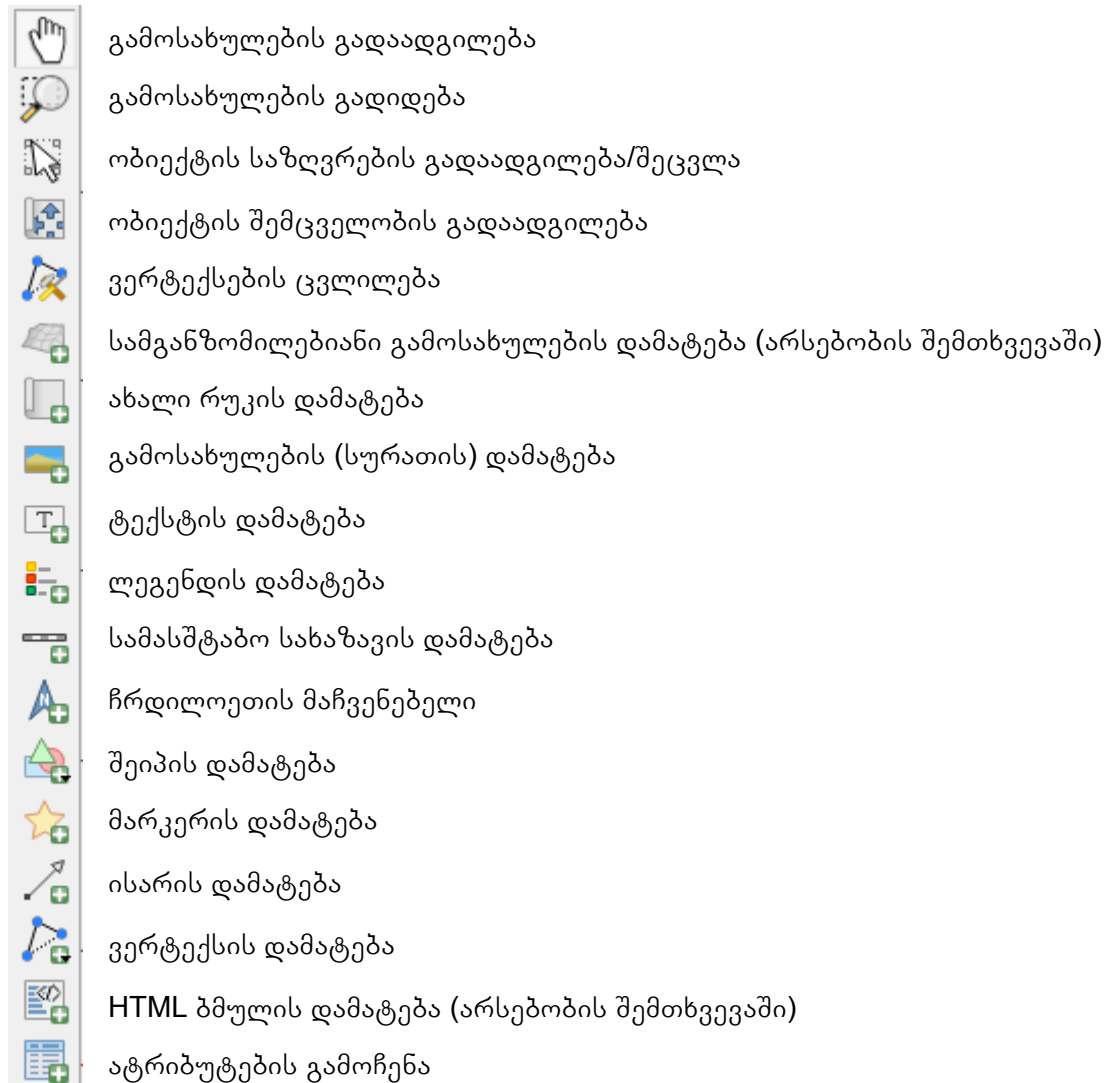 გამოსახულების გადაადგილება
გამოსახულების გადიდება
ობიექტის საზღვრების გადაადგილება/შეცვლა
ობიექტის შემცველობის გადაადგილება
ვერტექსების ცვლილება
სამგანზომილებიანი გამოსახულების დამატება (არსებობის შემთხვევაში)
ახალი რუკის დამატება
გამოსახულების (სურათის) დამატება
ტექსტის დამატება
ლეგენდის დამატება
სამასშტაბო სახაზავის დამატება
ჩრდილოეთის მაჩვენებელი
შეიპის დამატება
მარკერის დამატება
ისარის დამატება
ვერტექსის დამატება
HTML ბმულის დამატება (არსებობის შემთხვევაში)
ატრიბუტების გამოჩენა